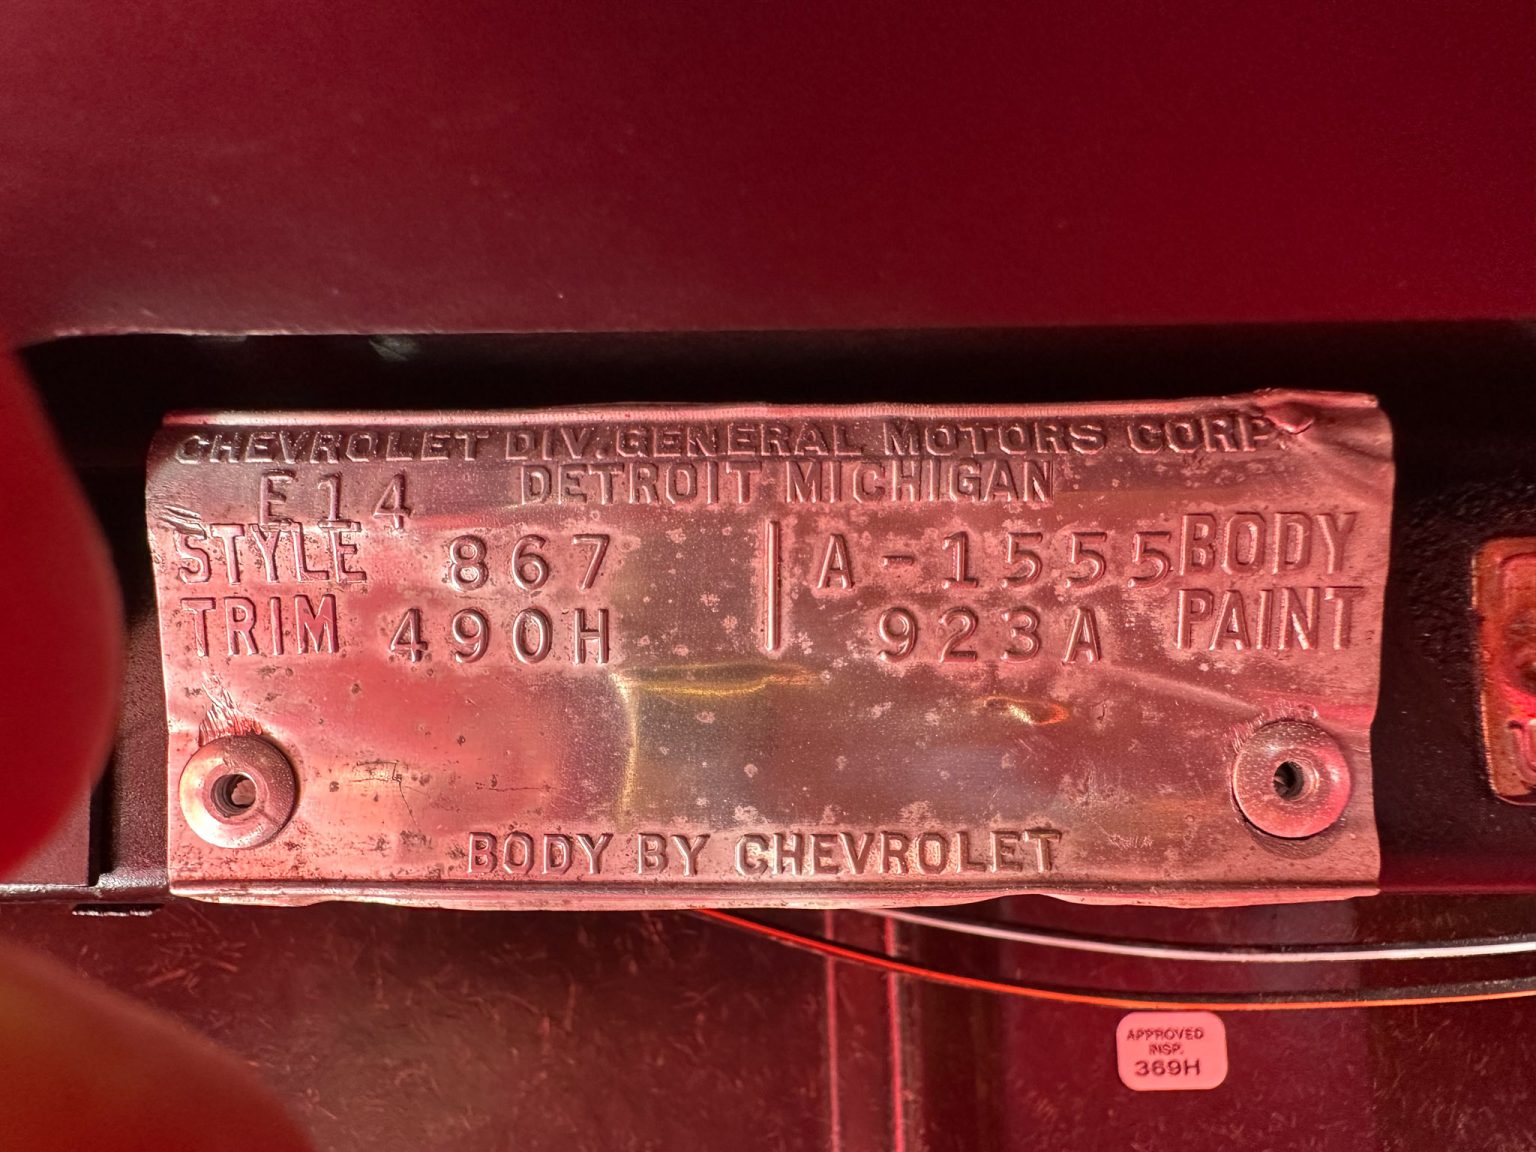 CHEVROLET DIV. GENERAL MOTORS CORP.
DETROIT MICHIGAN
E14
STYLE 867 | A-1555 BODY
TRIM 490H | 923A PAINT
BODY BY CHEVROLET
APPROVED
INSP.
369H